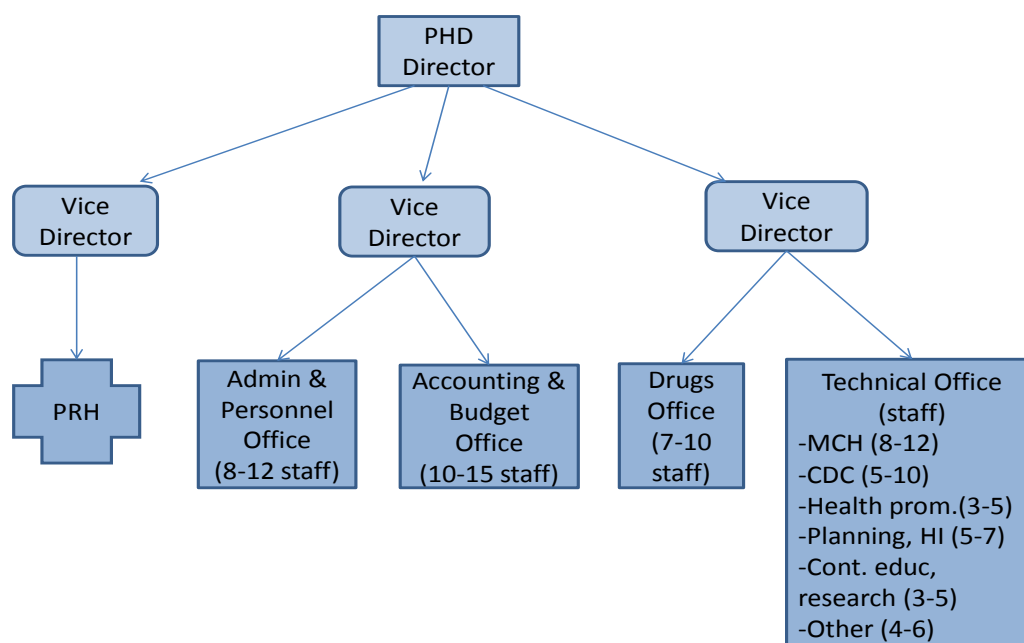 PHD
Director
Vice
Director
Vice
Director
Vice
Director
PRH
Admin &
Personnel
Office
(8-12 staff)
Accounting &
Budget
Office
(10-15 staff)
Drugs
Office
(7-10
staff)
Technical Office
(staff)
-MCH (8-12)
-CDC (5-10)
-Health prom.(3-5)
-Planning, HI (5-7)
-Cont. educ,
research (3-5)
-Other (4-6)